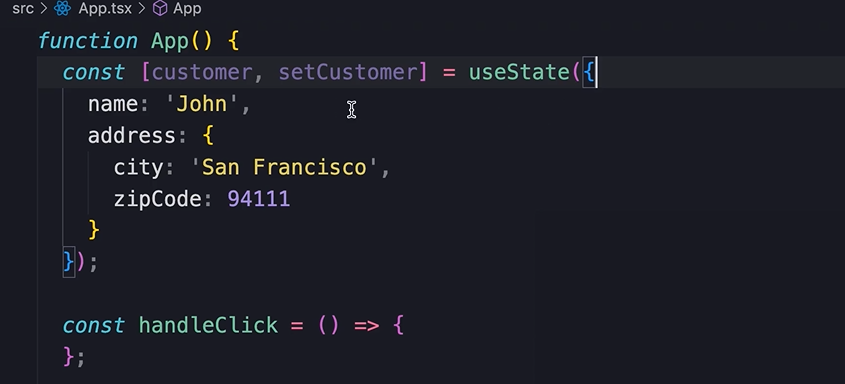 src > App.tsx > App
function App() {
const [customer, setCustomer] = useState({
name: 'John',
address: {
city: 'San Francisco',
zipCode: 94111
}
});
const handleClick = () => {
};